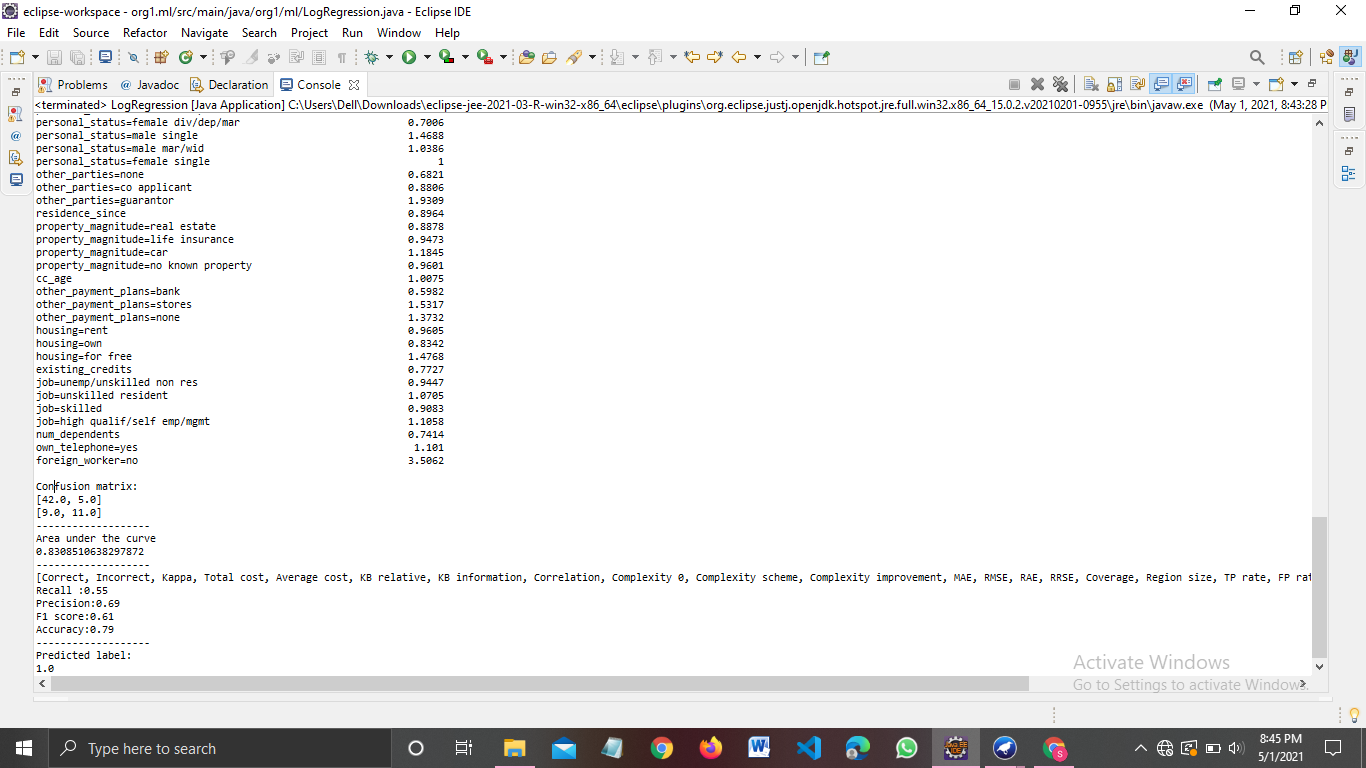 eclipse-workspace - org1.ml/src/main/java/org1/ml/LogRegression.java - Eclipse IDE
File Edit Source Refactor Navigate Search Project Run Window Help
Problems @ Javadoc Declaration Console
<terminated> LogRegression [Java Application] C:\Users\Dell\Downloads\eclipse-jee-2021-03-R-win32-x86_64\eclipse\plugins\org.eclipse.justj.openjdk.hotspot.jre.full.win32.x86_64_15.0.2.v20210201-0955\jre\bin\javaw.exe (May 1, 2021, 8:43:28 P
personal_status=female div/dep/mar 0.7006
personal_status=male single 1.4688
personal_status=male mar/wid 1.0386
personal_status=female single 1
other_parties=none 0.6821
other_parties=co applicant 0.8806
other_parties=guarantor 1.9309
residence_since 0.8964
property_magnitude=real estate 0.8878
property_magnitude=life insurance 0.9473
property_magnitude=car 1.1845
property_magnitude=no known property 0.9601
cc_age 1.0075
other_payment_plans=bank 0.5982
other_payment_plans=stores 1.5317
other_payment_plans=none 1.3732
housing=rent 0.9605
housing=own 0.8342
housing=for free 1.4768
existing_credits 0.7727
job=unemp/unskilled non res 0.9447
job=unskilled resident 1.0705
job=skilled 0.9083
job=high qualif/self emp/mgmt 1.1058
num_dependents 0.7414
own_telephone=yes 1.101
foreign_worker=no 3.5062
Confusion matrix:
[42.0, 5.0]
[9.0, 11.0]
-------------------
Area under the curve
0.8308510638297872
-------------------
[Correct, Incorrect, Kappa, Total cost, Average cost, KB relative, KB information, Correlation, Complexity 0, Complexity scheme, Complexity improvement, MAE, RMSE, RAE, RRSE, Coverage, Region size, TP rate, FP rat
Recall :0.55
Precision:0.69
F1 score:0.61
Accuracy:0.79
-------------------
Predicted label:
1.0
Activate Windows
Go to Settings to activate Windows.
Type here to search
8:45 PM
5/1/2021